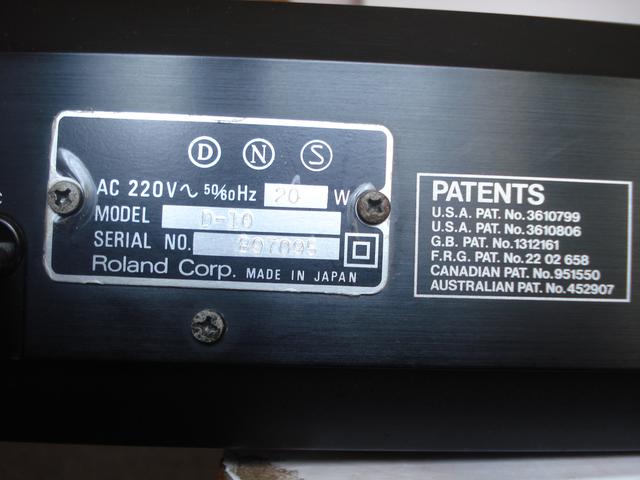 D N S
AC 220V~ 50/60Hz 20 W
MODEL D-10
SERIAL NO. 897895
Roland Corp. MADE IN JAPAN
PATENTS
U.S.A. PAT. No.3610799
U.S.A. PAT. No.3610806
G.B. PAT. No.1312161
F.R.G. PAT. No.22 02 658
CANADIAN PAT. No.951550
AUSTRALIAN PAT. No.452907
C